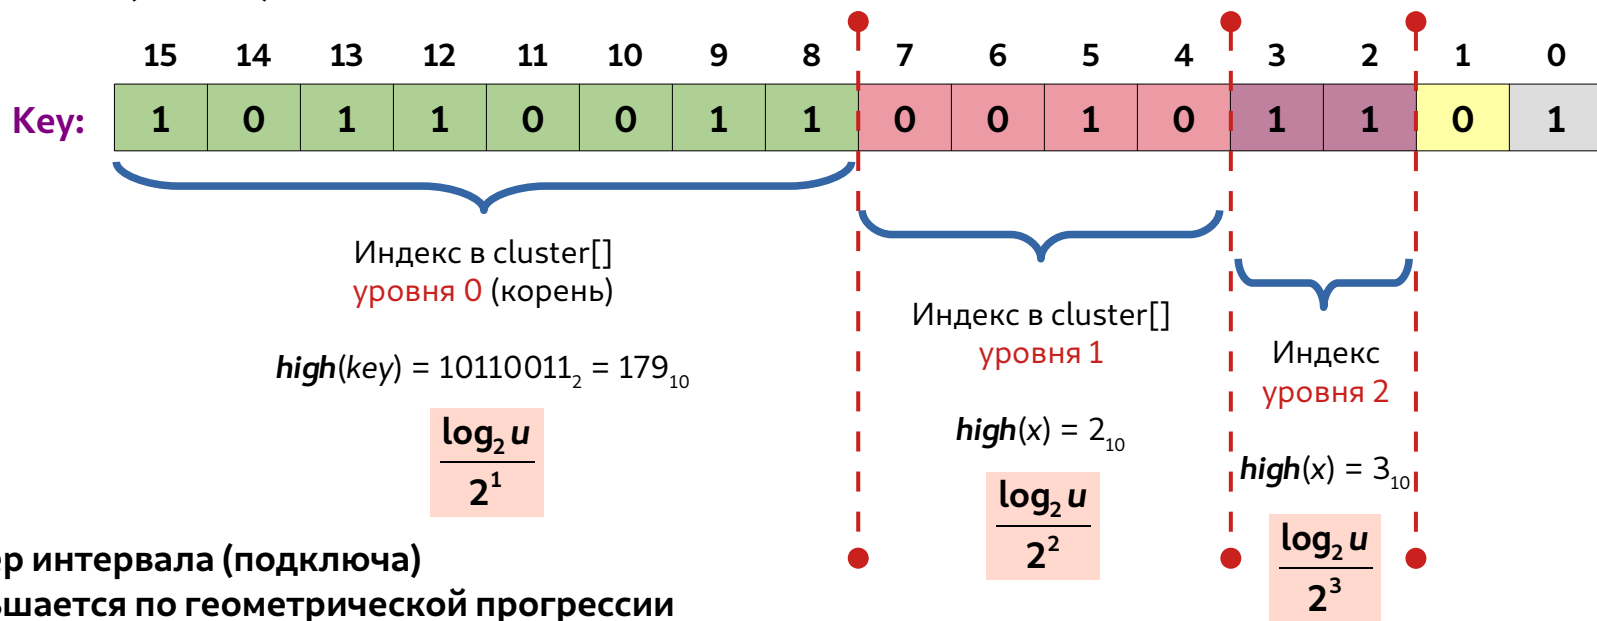 15 14 13 12 11 10 9 8 7 6 5 4 3 2 1 0
Key: 1 0 1 1 0 0 1 1 0 0 1 0 1 1 0 1
Индекс в cluster[]
уровня 0 (корень)
high(key) = 10110011₂ = 179₁₀
log₂ u
2¹
Индекс в cluster[]
уровня 1
high(x) = 2₁₀
log₂ u
2²
Индекс
уровня 2
high(x) = 3₁₀
log₂ u
2³
ер интервала (подключа)
шается по геометрической прогрессии